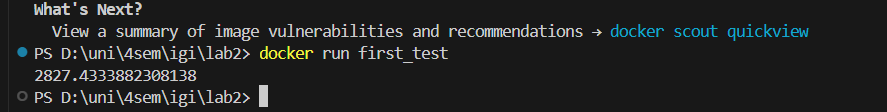 What's Next?
View a summary of image vulnerabilities and recommendations → docker scout quickview
PS D:\uni\4sem\igi\lab2> docker run first_test
2827.4333882308138
PS D:\uni\4sem\igi\lab2>